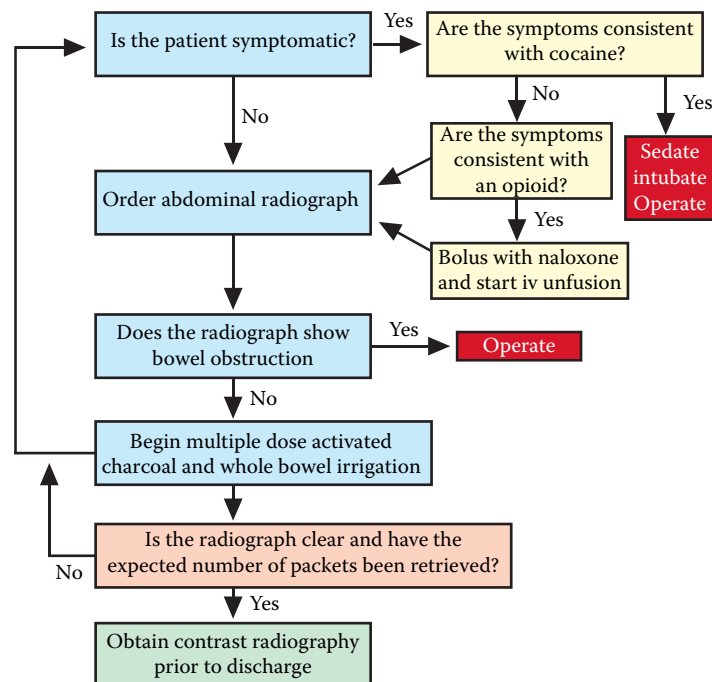 Is the patient symptomatic?
Yes
Are the symptoms consistent
with cocaine?
No
No
Yes
Are the symptoms
consistent with
an opioid?
Sedate
intubate
Operate
Order abdominal radiograph
Yes
Bolus with naloxone
and start iv unfusion
Does the radiograph show
bowel obstruction
Yes
Operate
No
Begin multiple dose activated
charcoal and whole bowel irrigation
Is the radiograph clear and have the
expected number of packets been retrieved?
No
Yes
Obtain contrast radiography
prior to discharge